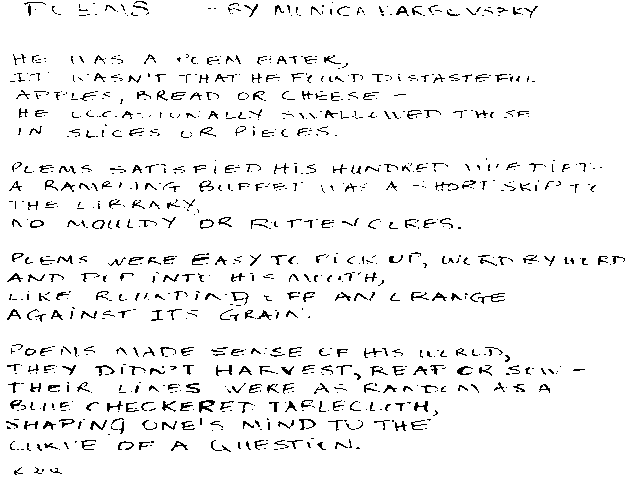 POEMS - BY MONICA KARPOVSKY
HE WAS A POEM EATER,
IT WASN'T THAT HE FOUND DISTASTEFUL
APPLES, BREAD OR CHEESE -
HE OCCASIONALLY SWALLOWED THESE
IN SLICES OR PIECES.
POEMS SATISFIED HIS HUNDRED DIET -
A RAMBLING BUFFET WAS A SHORT SKIP TO
THE LIBRARY,
NO MOULDY OR ROTTEN CORES.
POEMS WERE EASY TO PICK UP, WORD BY WORD
AND POP INTO HIS MOUTH,
LIKE ROUNDING OFF AN ORANGE
AGAINST ITS GRAIN.
POEMS MADE SENSE OF HIS WORLD,
THEY DIDN'T HARVEST, REAP OR SOW -
THEIR LINES WERE AS RANDOM AS A
BLUE CHECKERED TABLECLOTH,
SHAPING ONE'S MIND TO THE
CURVE OF A QUESTION.